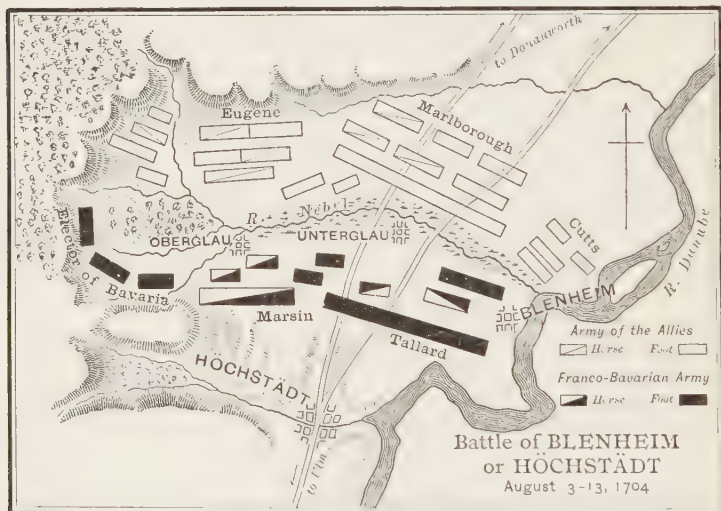 to Donauworth
Eugene
Marlborough
R. Nebel
Cutts
R. Danube
OBERGLAU
UNTERGLAU
Elector of Bavaria
BLENHEIM
Marsin
Tallard
HÖCHSTÄDT
to Ulm
Army of the Allies
Horse Foot
Franco-Bavarian Army
Horse Foot
Battle of BLENHEIM
or HÖCHSTÄDT
August 3-13, 1704